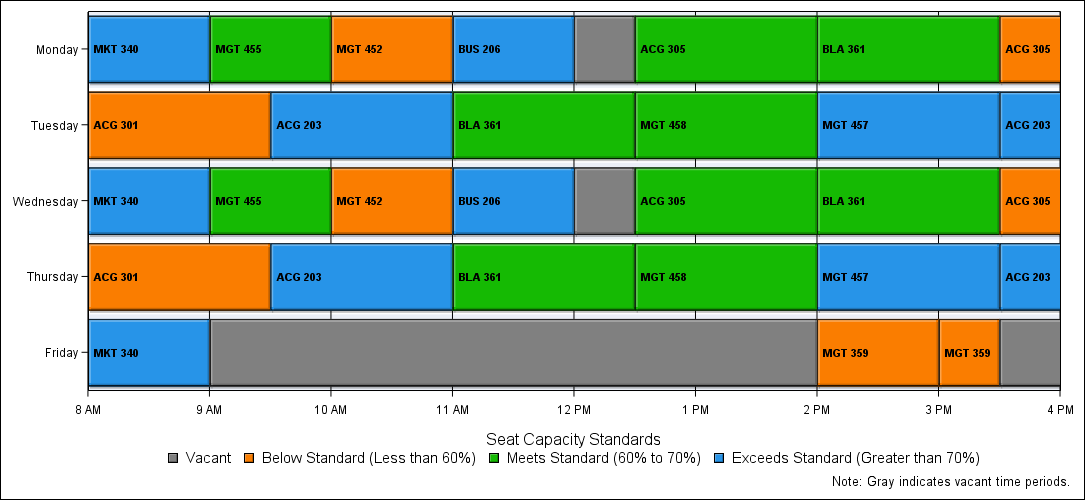 Monday MKT 340 MGT 455 MGT 452 BUS 206 ACG 305 BLA 361 ACG 305
Tuesday ACG 301 ACG 203 BLA 361 MGT 458 MGT 457 ACG 203
Wednesday MKT 340 MGT 455 MGT 452 BUS 206 ACG 305 BLA 361 ACG 305
Thursday ACG 301 ACG 203 BLA 361 MGT 458 MGT 457 ACG 203
Friday MKT 340 MGT 359 MGT 359
8 AM 9 AM 10 AM 11 AM 12 PM 1 PM 2 PM 3 PM 4 PM
Seat Capacity Standards
Vacant Below Standard (Less than 60%) Meets Standard (60% to 70%) Exceeds Standard (Greater than 70%)
Note: Gray indicates vacant time periods.